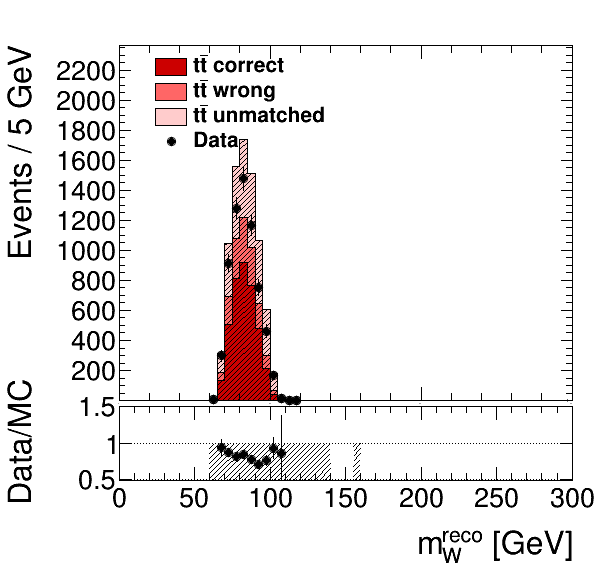 Events / 5 GeV
2200
2000
1800
1600
1400
1200
1000
800
600
400
200
tt̄ correct
tt̄ wrong
tt̄ unmatched
Data
Data/MC
1.5
1
0.5
0 50 100 150 200 250 300
m_W^reco [GeV]